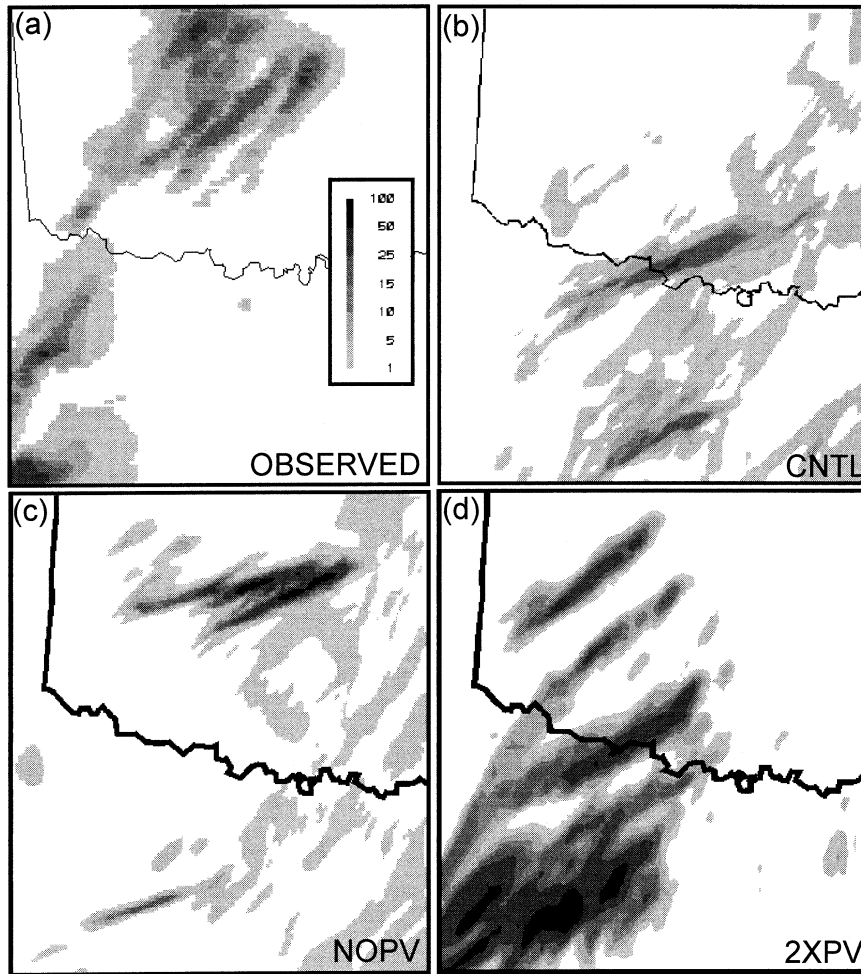 (a)
(b)
100
50
25
15
10
5
1
OBSERVED
CNTL
(c)
(d)
NOPV
2XPV